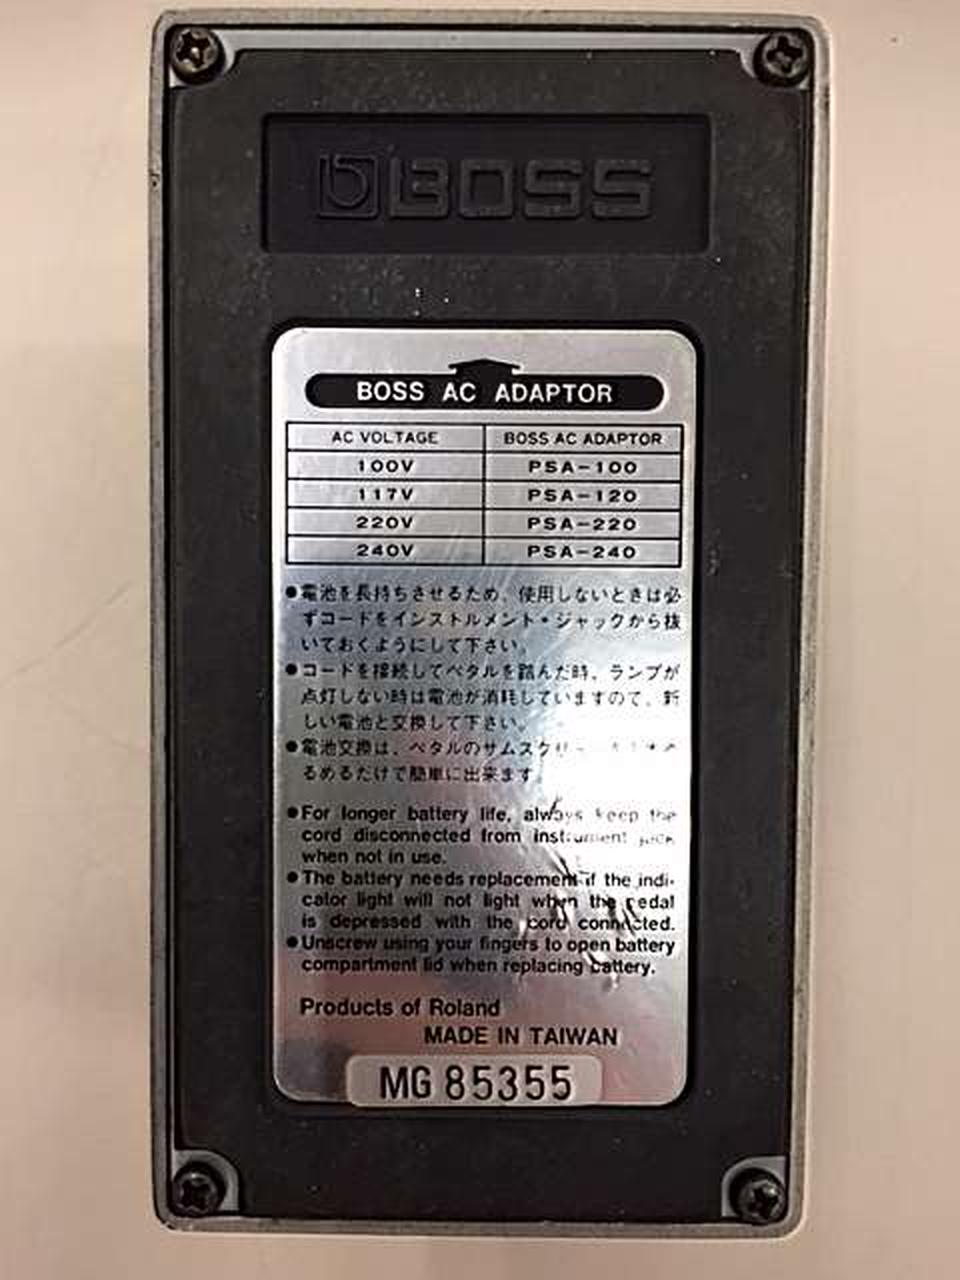 BOSS
BOSS AC ADAPTOR
AC VOLTAGE BOSS AC ADAPTOR
100V PSA-100
117V PSA-120
220V PSA-220
240V PSA-240
●電池を長持ちさせるため、使用しないときは必
ずコードをインストルメント・ジャックから抜
いておくようにして下さい。
●コードを接続してペダルを踏んだ時、ランプが
点灯しない時は電池が消耗していますので、新
しい電池と交換して下さい。
●電池交換は、ペダルのサムスク
るめるだけで簡単に出来ます。
●For longer battery life, always keep the
cord disconnected from instrument jack
when not in use.
●The battery needs replacement if the indi-
cator light will not light when the pedal
is depressed with the cord connected.
●Unscrew using your fingers to open battery
compartment lid when replacing battery.
Products of Roland
MADE IN TAIWAN
MG 85355